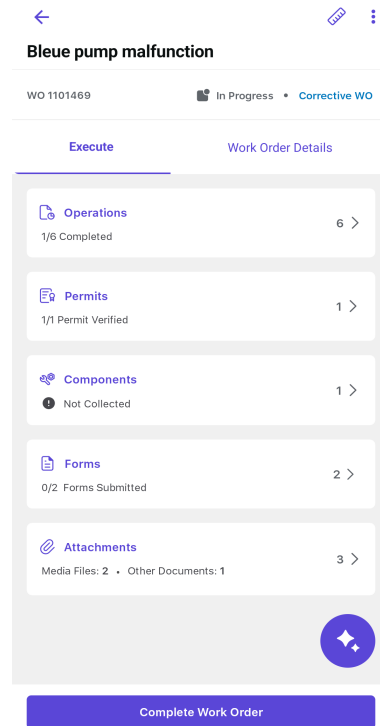 Bleue pump malfunction
WO 1101469 In Progress • Corrective WO
Execute Work Order Details
Operations
1/6 Completed
6
Permits
1/1 Permit Verified
1
Components
Not Collected
1
Forms
0/2 Forms Submitted
2
Attachments
Media Files: 2 • Other Documents: 1
3
Complete Work Order